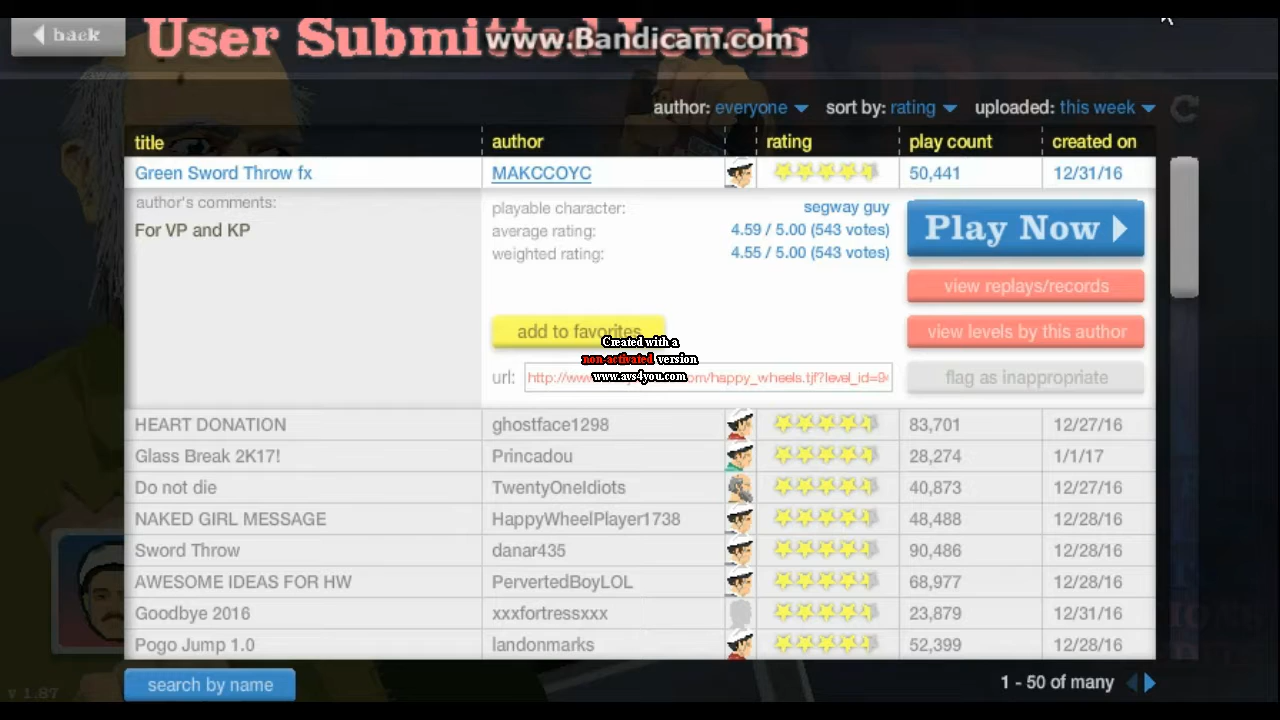 back
User Submitted Levels
www.Bandicam.com
author: everyone sort by: rating uploaded: this week
title author rating play count created on
Green Sword Throw fx MAKCCOYC 50,441 12/31/16
author's comments:
For VP and KP
playable character: segway guy
average rating: 4.59 / 5.00 (543 votes)
weighted rating: 4.55 / 5.00 (543 votes)
Play Now
view replays/records
add to favorites
view levels by this author
Created with a
non-activated version
www.avs4you.com
url: om/happy_wheels.tjf?level_id=9
flag as inappropriate
HEART DONATION ghostface1298 83,701 12/27/16
Glass Break 2K17! Princadou 28,274 1/1/17
Do not die TwentyOneIdiots 40,873 12/27/16
NAKED GIRL MESSAGE HappyWheelPlayer1738 48,488 12/28/16
Sword Throw danar435 90,486 12/28/16
AWESOME IDEAS FOR HW PervertedBoyLOL 68,977 12/28/16
Goodbye 2016 xxxfortressxxx 23,879 12/31/16
Pogo Jump 1.0 landonmarks 52,399 12/28/16
v 1.87
search by name
1 - 50 of many